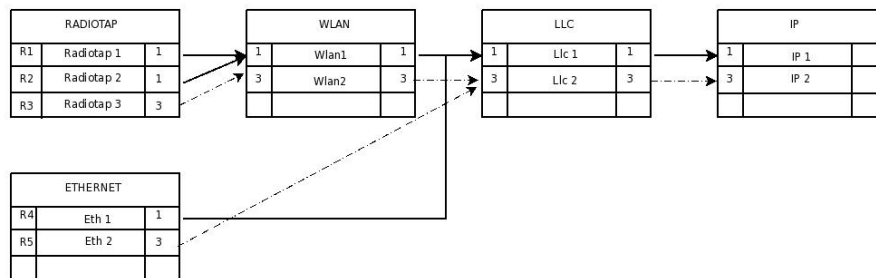 RADIOTAP
R1 Radiotap 1 1
R2 Radiotap 2 1
R3 Radiotap 3 3
WLAN
1 Wlan1 1
3 Wlan2 3
LLC
1 Llc 1 1
3 Llc 2 3
IP
1 IP 1
3 IP 2
ETHERNET
R4 Eth 1 1
R5 Eth 2 3